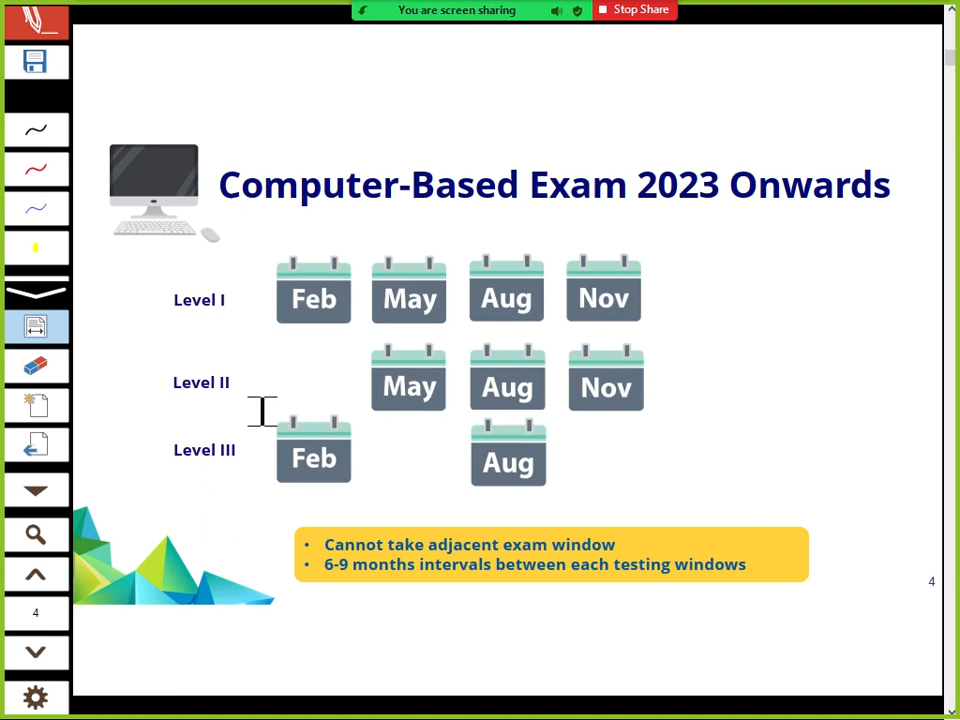 You are screen sharing
Stop Share
Computer-Based Exam 2023 Onwards
Level I
Feb
May
Aug
Nov
Level II
May
Aug
Nov
Level III
Feb
Aug
• Cannot take adjacent exam window
• 6-9 months intervals between each testing windows
4
4